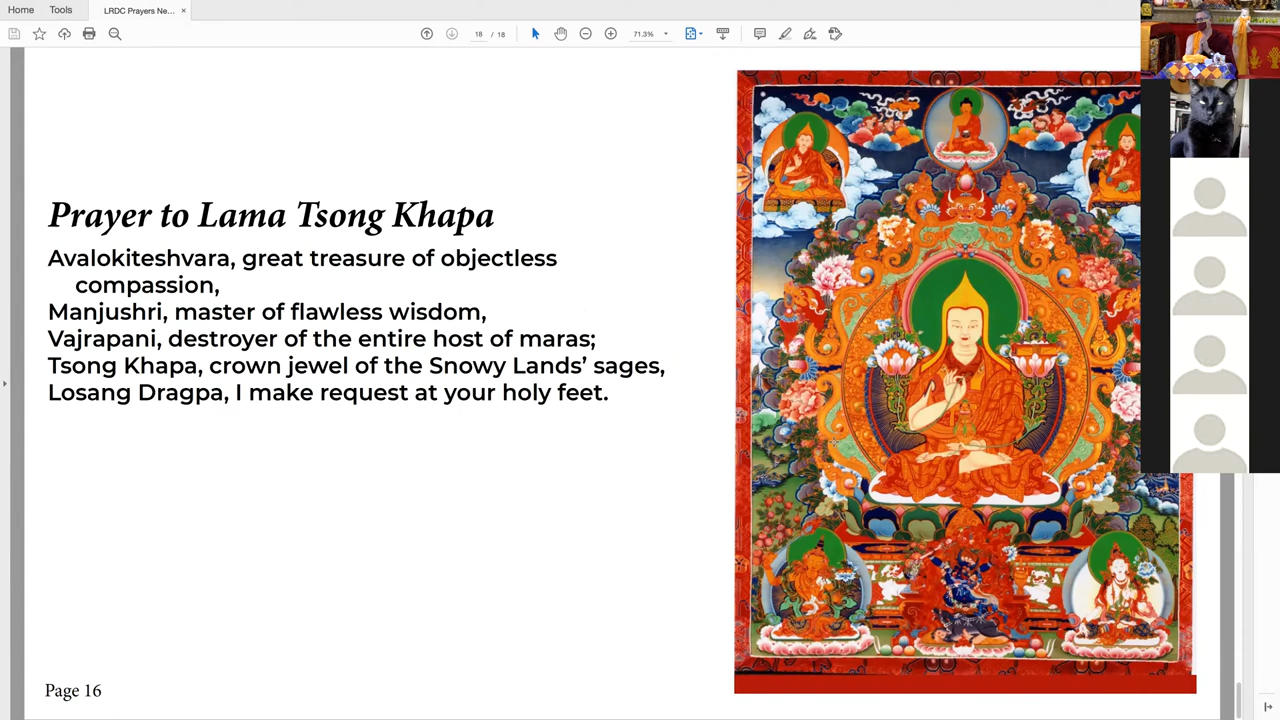 Home Tools LRDC Prayers Ne... ×
18 / 18 71.3%
Prayer to Lama Tsong Khapa
Avalokiteshvara, great treasure of objectless
compassion,
Manjushri, master of flawless wisdom,
Vajrapani, destroyer of the entire host of maras;
Tsong Khapa, crown jewel of the Snowy Lands’ sages,
Losang Dragpa, I make request at your holy feet.
Page 16